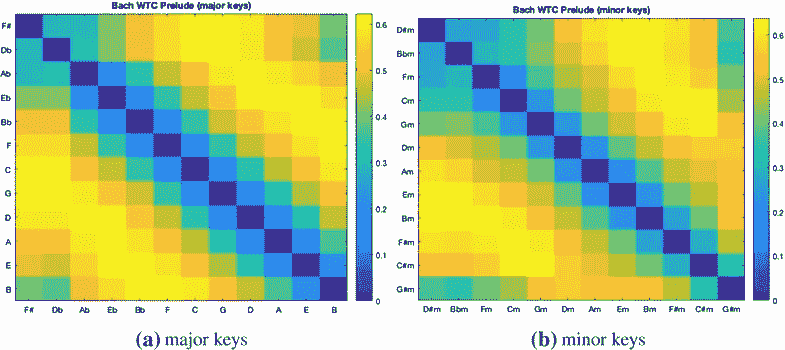 Bach WTC Prelude (major keys)
F#
Db
Ab
Eb
Bb
F
C
G
D
A
E
B
F# Db Ab Eb Bb F C G D A E B
0.6
0.5
0.4
0.3
0.2
0.1
0
(a) major keys
Bach WTC Prelude (minor keys)
D#m
Bbm
Fm
Cm
Gm
Dm
Am
Em
Bm
F#m
C#m
G#m
D#m Bbm Fm Cm Gm Dm Am Em Bm F#m C#m G#m
0.6
0.5
0.4
0.3
0.2
0.1
0
(b) minor keys